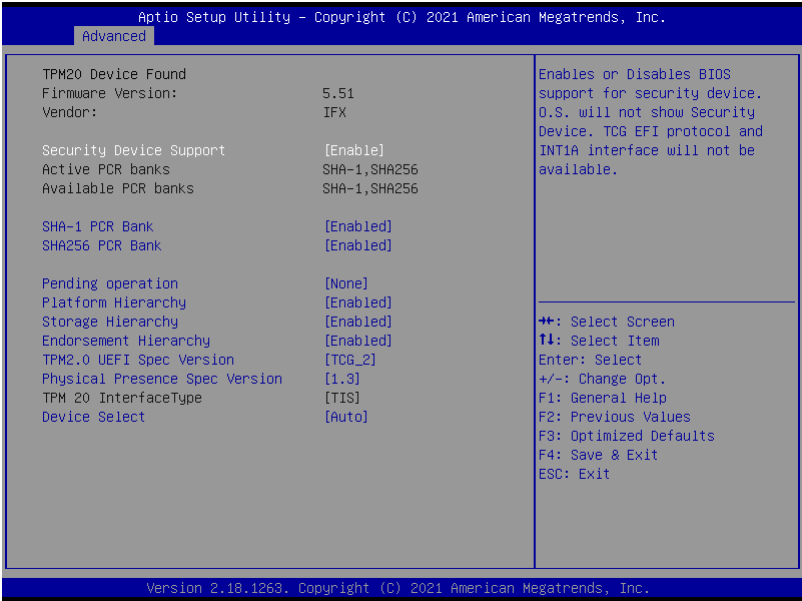 Aptio Setup Utility – Copyright (C) 2021 American Megatrends, Inc.
Advanced
TPM20 Device Found
Firmware Version: 5.51
Vendor: IFX
Security Device Support [Enable]
Active PCR banks SHA-1,SHA256
Available PCR banks SHA-1,SHA256
SHA-1 PCR Bank [Enabled]
SHA256 PCR Bank [Enabled]
Pending operation [None]
Platform Hierarchy [Enabled]
Storage Hierarchy [Enabled]
Endorsement Hierarchy [Enabled]
TPM2.0 UEFI Spec Version [TCG_2]
Physical Presence Spec Version [1.3]
TPM 20 InterfaceType [TIS]
Device Select [Auto]
Enables or Disables BIOS
support for security device.
O.S. will not show Security
Device. TCG EFI protocol and
INT1A interface will not be
available.
→←: Select Screen
↑↓: Select Item
Enter: Select
+/-: Change Opt.
F1: General Help
F2: Previous Values
F3: Optimized Defaults
F4: Save & Exit
ESC: Exit
Version 2.18.1263. Copyright (C) 2021 American Megatrends, Inc.